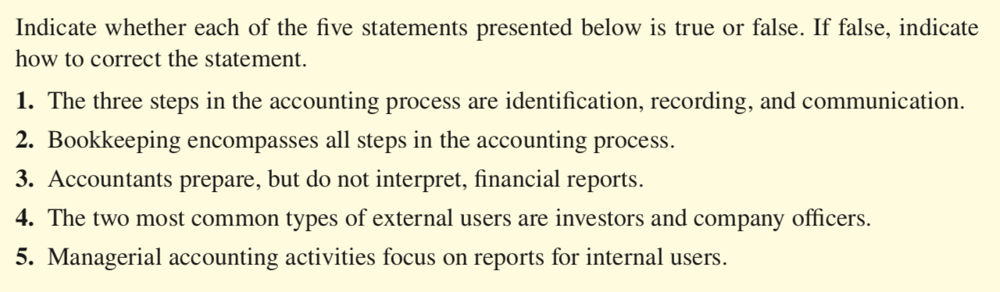 Indicate whether each of the five statements presented below is true or false. If false, indicate
how to correct the statement.
1. The three steps in the accounting process are identification, recording, and communication.
2. Bookkeeping encompasses all steps in the accounting process.
3. Accountants prepare, but do not interpret, financial reports.
4. The two most common types of external users are investors and company officers.
5. Managerial accounting activities focus on reports for internal users.